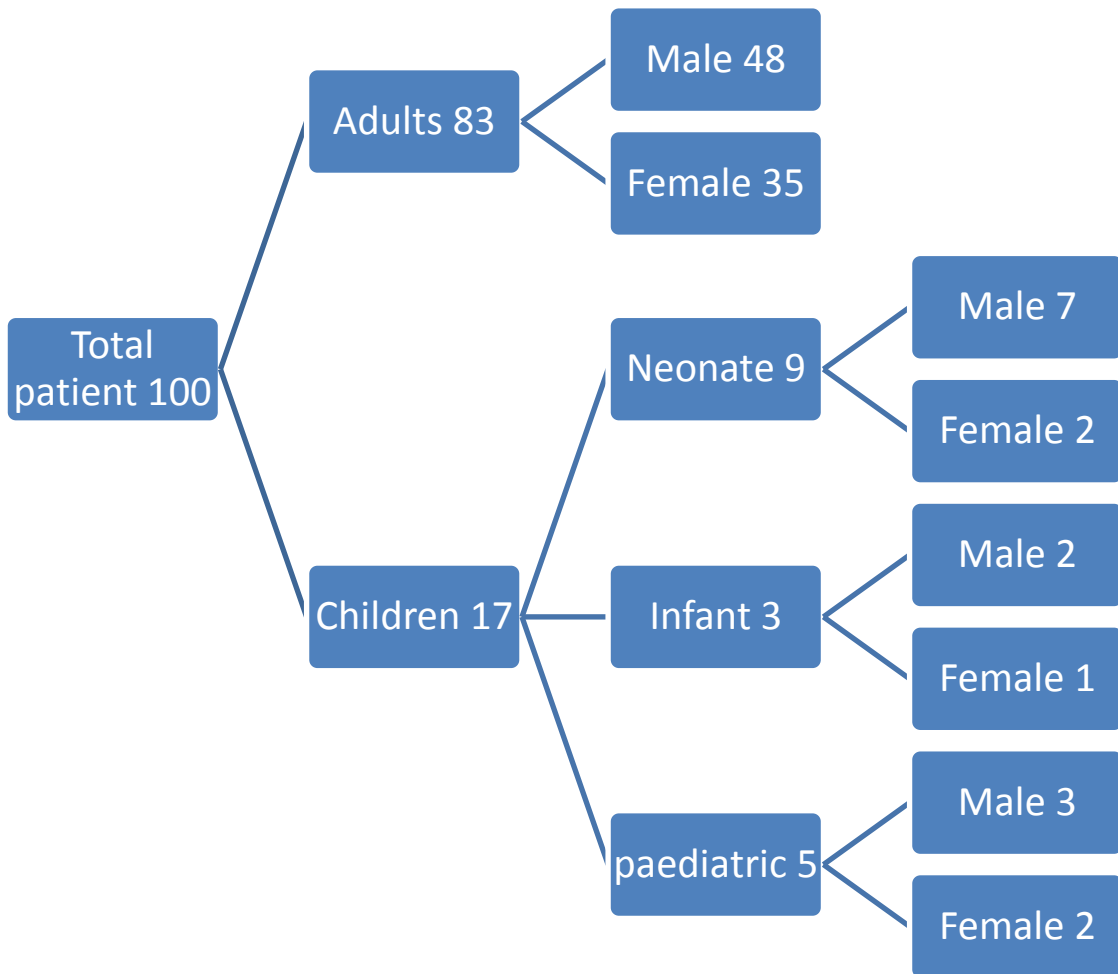 Total
patient 100
Adults 83
Male 48
Female 35
Children 17
Neonate 9
Male 7
Female 2
Infant 3
Male 2
Female 1
paediatric 5
Male 3
Female 2